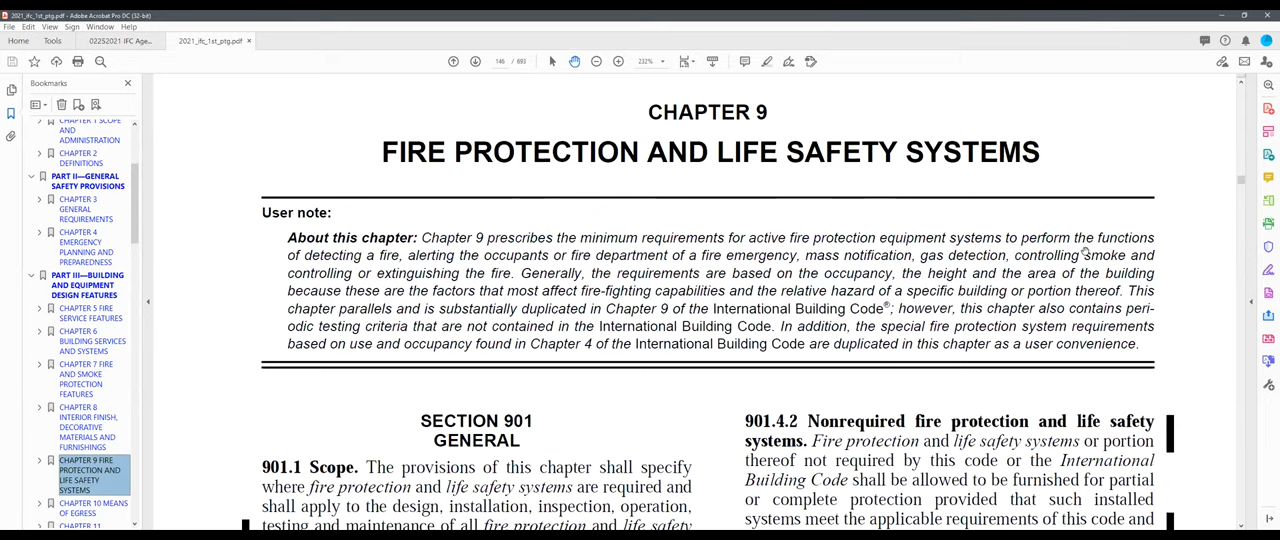 2021_ifc_1st_ptg.pdf - Adobe Acrobat Pro DC (32-bit)
File Edit View Sign Window Help
Home Tools 02252021 IFC Age... 2021_ifc_1st_ptg.pdf ×
146 / 693 232%
Bookmarks ×
CHAPTER 1 SCOPE
AND
ADMINISTRATION
CHAPTER 2
DEFINITIONS
PART II—GENERAL
SAFETY PROVISIONS
CHAPTER 3
GENERAL
REQUIREMENTS
CHAPTER 4
EMERGENCY
PLANNING AND
PREPAREDNESS
PART III—BUILDING
AND EQUIPMENT
DESIGN FEATURES
CHAPTER 5 FIRE
SERVICE FEATURES
CHAPTER 6
BUILDING SERVICES
AND SYSTEMS
CHAPTER 7 FIRE
AND SMOKE
PROTECTION
FEATURES
CHAPTER 8
INTERIOR FINISH,
DECORATIVE
MATERIALS AND
FURNISHINGS
CHAPTER 9 FIRE
PROTECTION AND
LIFE SAFETY
SYSTEMS
CHAPTER 10 MEANS
OF EGRESS
CHAPTER 11
CHAPTER 9
FIRE PROTECTION AND LIFE SAFETY SYSTEMS
User note:
About this chapter: Chapter 9 prescribes the minimum requirements for active fire protection equipment systems to perform the functions
of detecting a fire, alerting the occupants or fire department of a fire emergency, mass notification, gas detection, controlling smoke and
controlling or extinguishing the fire. Generally, the requirements are based on the occupancy, the height and the area of the building
because these are the factors that most affect fire-fighting capabilities and the relative hazard of a specific building or portion thereof. This
chapter parallels and is substantially duplicated in Chapter 9 of the International Building Code®; however, this chapter also contains peri-
odic testing criteria that are not contained in the International Building Code. In addition, the special fire protection system requirements
based on use and occupancy found in Chapter 4 of the International Building Code are duplicated in this chapter as a user convenience.
SECTION 901
GENERAL
901.1 Scope. The provisions of this chapter shall specify
where fire protection and life safety systems are required and
shall apply to the design, installation, inspection, operation,
testing and maintenance of all fire protection and life safety
901.4.2 Nonrequired fire protection and life safety
systems. Fire protection and life safety systems or portion
thereof not required by this code or the International
Building Code shall be allowed to be furnished for partial
or complete protection provided that such installed
systems meet the applicable requirements of this code and